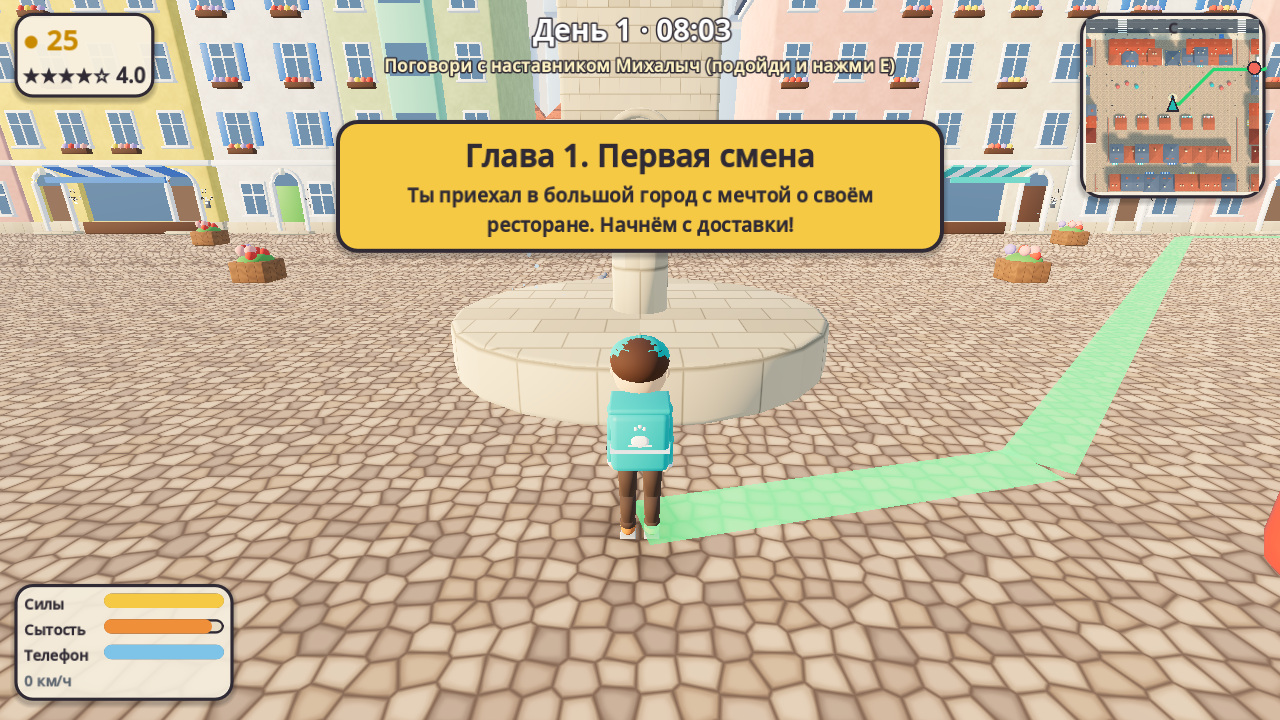 25
★★★★☆ 4.0
День 1 · 08:03
Поговори с наставником Михалыч (подойди и нажми E)
С
Глава 1. Первая смена
Ты приехал в большой город с мечтой о своём
ресторане. Начнём с доставки!
Силы
Сытость
Телефон
0 км/ч